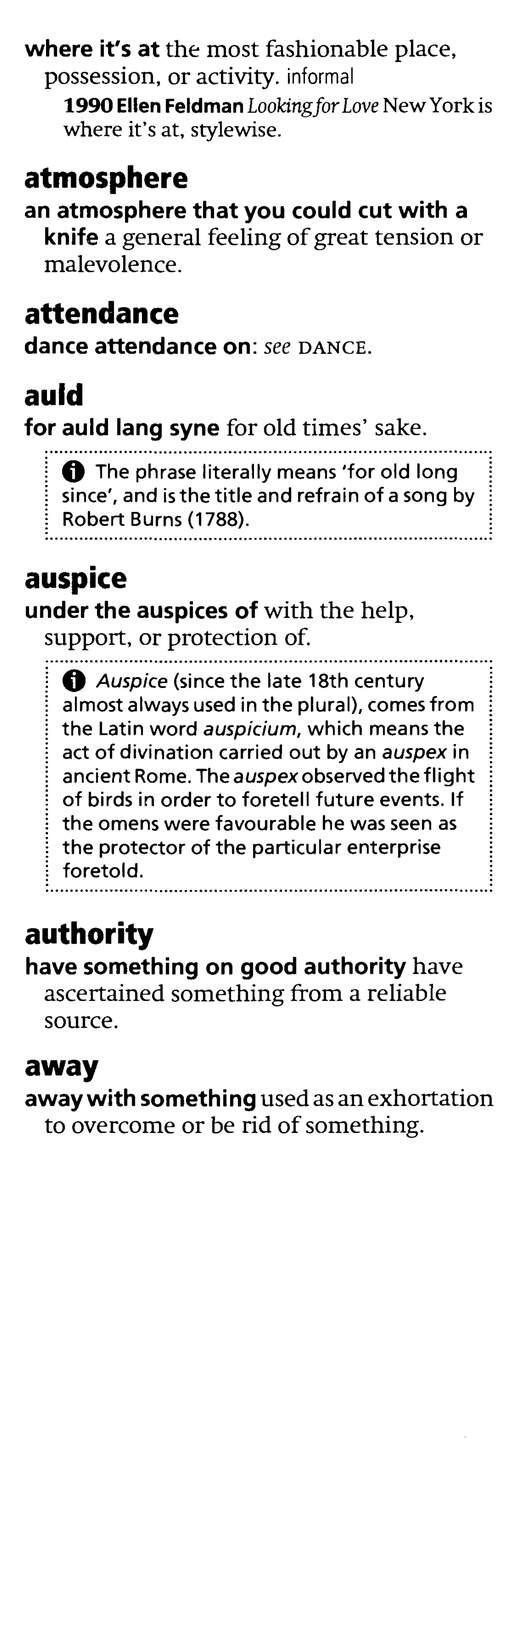 where it's at the most fashionable place,
possession, or activity. informal
1990 Ellen Feldman Looking for Love New York is
where it's at, stylewise.
atmosphere
an atmosphere that you could cut with a
knife a general feeling of great tension or
malevolence.
attendance
dance attendance on: see DANCE.
auld
for auld lang syne for old times' sake.
The phrase literally means 'for old long
since', and is the title and refrain of a song by
Robert Burns (1788).
auspice
under the auspices of with the help,
support, or protection of.
Auspice (since the late 18th century
almost always used in the plural), comes from
the Latin word auspicium, which means the
act of divination carried out by an auspex in
ancient Rome. The auspex observed the flight
of birds in order to foretell future events. If
the omens were favourable he was seen as
the protector of the particular enterprise
foretold.
authority
have something on good authority have
ascertained something from a reliable
source.
away
away with something used as an exhortation
to overcome or be rid of something.